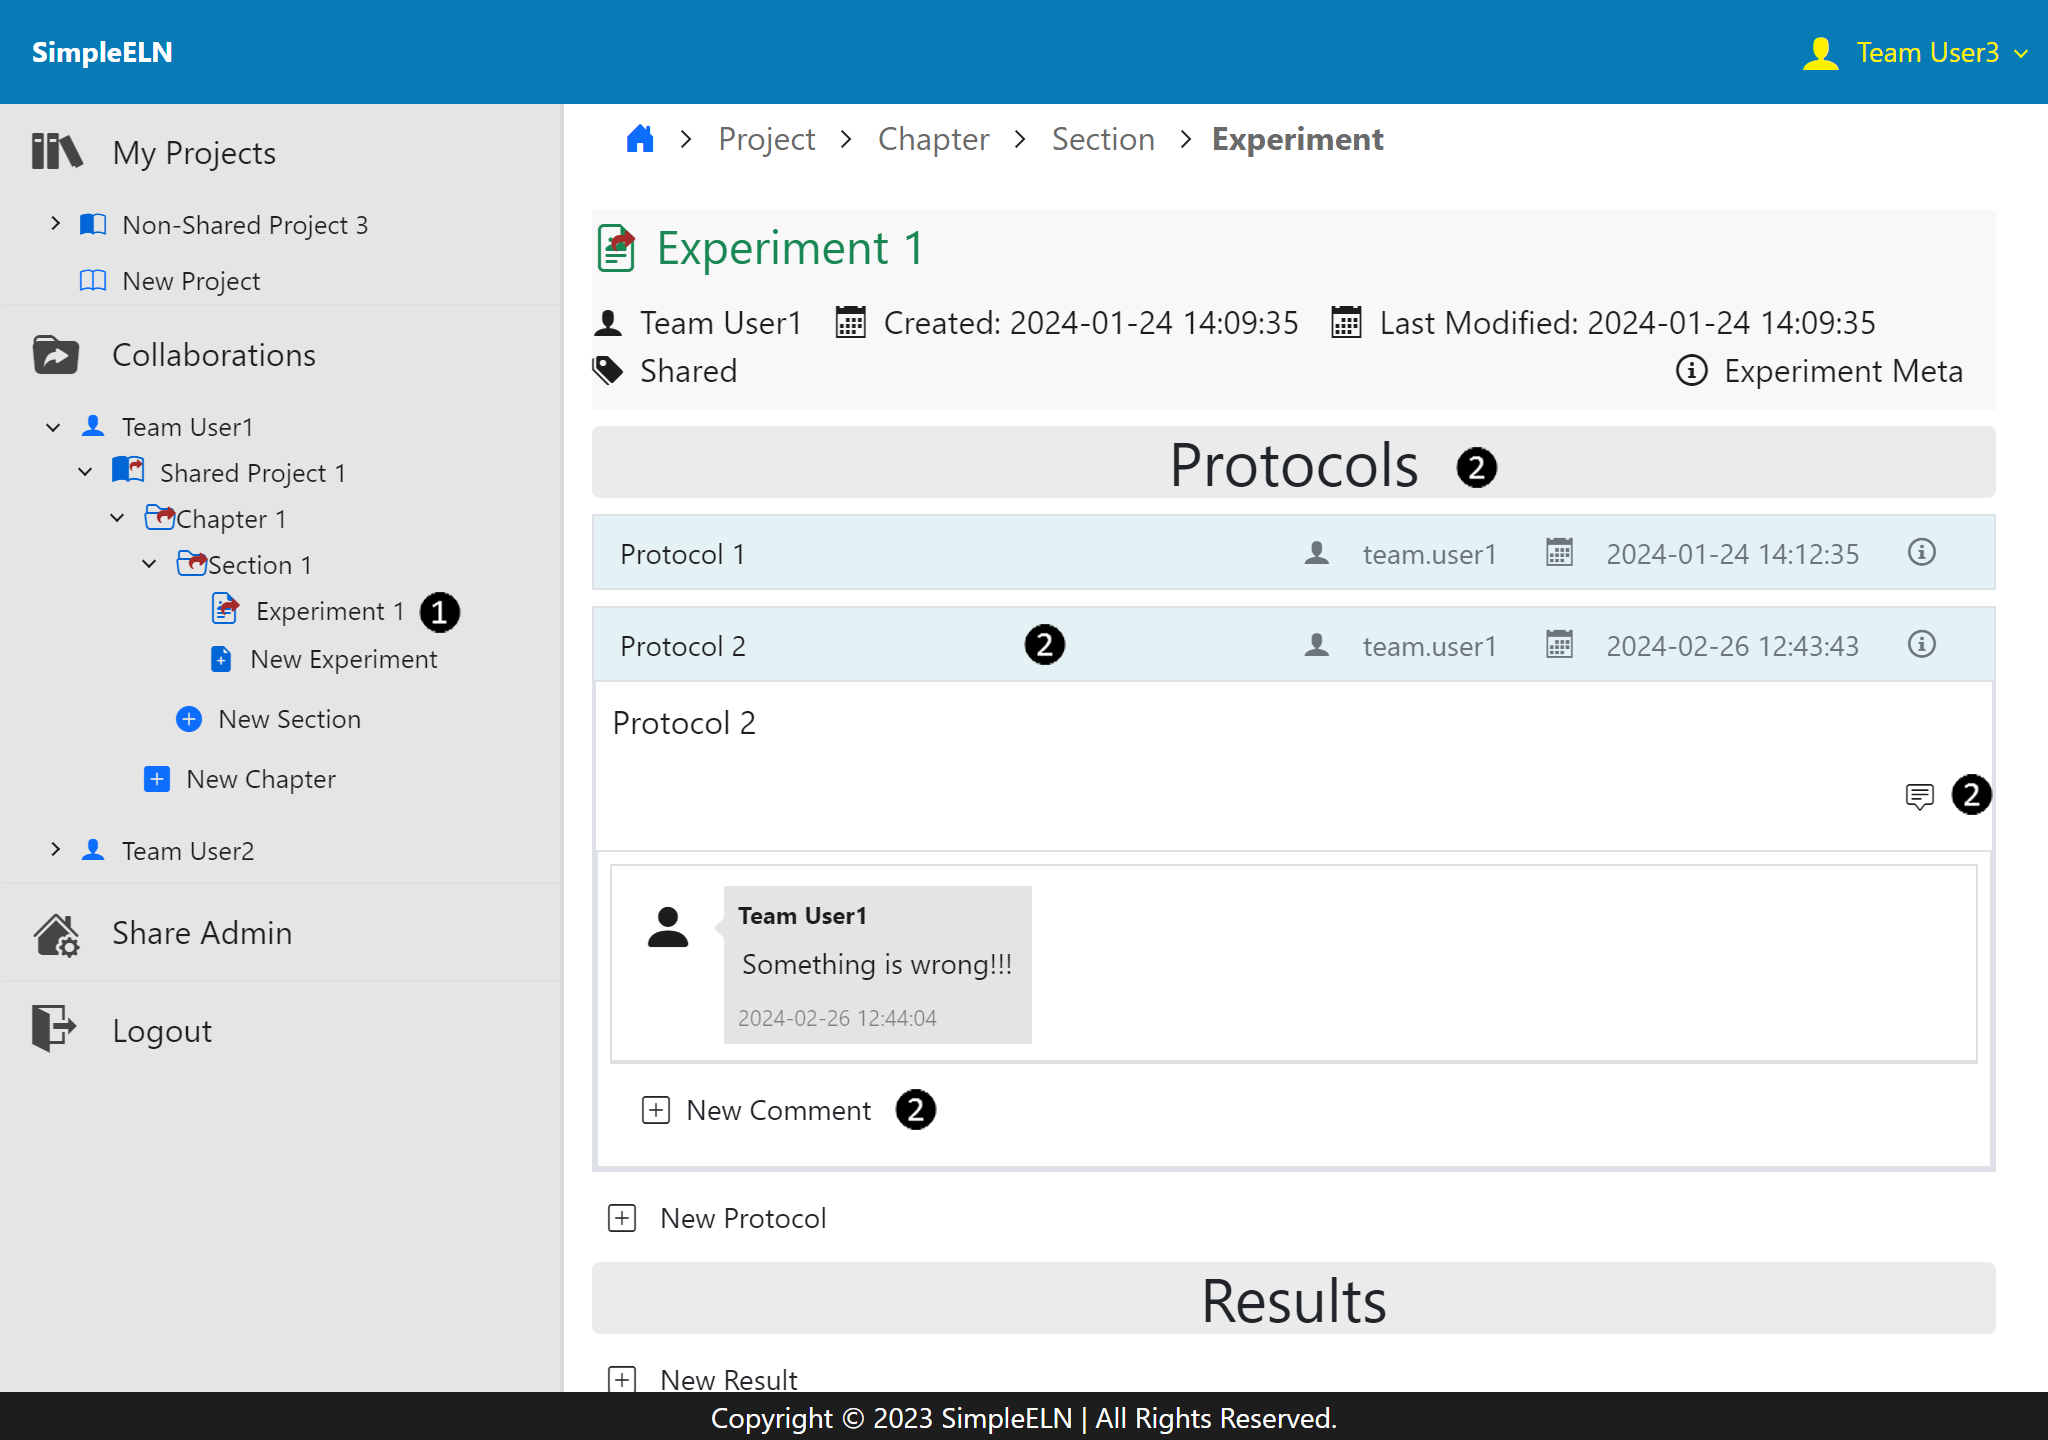 SimpleELN
Team User3
My Projects
Non-Shared Project 3
New Project
Collaborations
Team User1
Shared Project 1
Chapter 1
Section 1
Experiment 1 1
New Experiment
New Section
New Chapter
Team User2
Share Admin
Logout
Project > Chapter > Section > Experiment
Experiment 1
Team User1 Created: 2024-01-24 14:09:35 Last Modified: 2024-01-24 14:09:35
Shared Experiment Meta
Protocols 2
Protocol 1 team.user1 2024-01-24 14:12:35
Protocol 2 2 team.user1 2024-02-26 12:43:43
Protocol 2
2
Team User1
Something is wrong!!!
2024-02-26 12:44:04
New Comment 2
New Protocol
Results
New Result
Copyright © 2023 SimpleELN | All Rights Reserved.